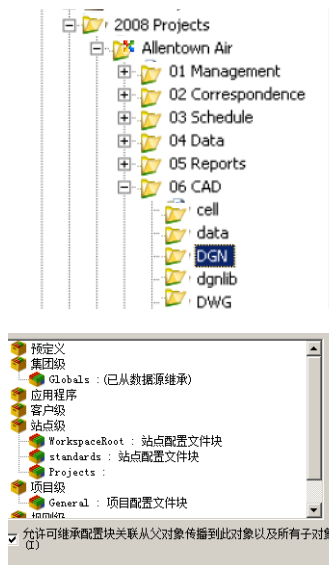 2008 Projects
Allentown Air
01 Management
02 Correspondence
03 Schedule
04 Data
05 Reports
06 CAD
cell
data
DGN
dgnlib
DWG
预定义
集团级
Globals : (已从数据源继承)
应用程序
客户级
站点级
WorkspaceRoot : 站点配置文件块
standards : 站点配置文件块
Projects :
项目级
General : 项目配置文件块
允许可继承配置块关联从父对象传播到此对象以及所有子对象
(I)